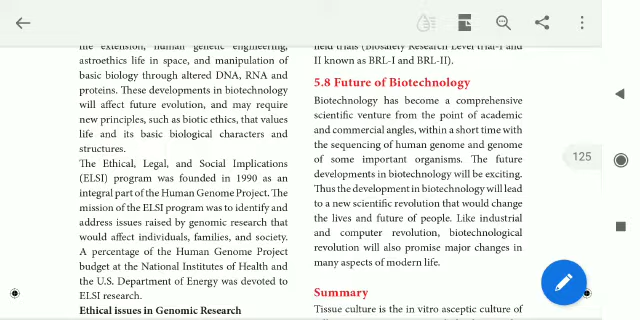 the extension, human genetic engineering,
astroethics life in space, and manipulation of
basic biology through altered DNA, RNA and
proteins. These developments in biotechnology
will affect future evolution, and may require
new principles, such as biotic ethics, that values
life and its basic biological characters and
structures.
The Ethical, Legal, and Social Implications
(ELSI) program was founded in 1990 as an
integral part of the Human Genome Project. The
mission of the ELSI program was to identify and
address issues raised by genomic research that
would affect individuals, families, and society.
A percentage of the Human Genome Project
budget at the National Institutes of Health and
the U.S. Department of Energy was devoted to
ELSI research.
Ethical issues in Genomic Research
field trials (Biosafety Research Level trial-I and
II known as BRL-I and BRL-II).
5.8 Future of Biotechnology
Biotechnology has become a comprehensive
scientific venture from the point of academic
and commercial angles, within a short time with
the sequencing of human genome and genome
of some important organisms. The future
developments in biotechnology will be exciting.
Thus the development in biotechnology will lead
to a new scientific revolution that would change
the lives and future of people. Like industrial
and computer revolution, biotechnological
revolution will also promise major changes in
many aspects of modern life.
Summary
Tissue culture is the in vitro asceptic culture of
125